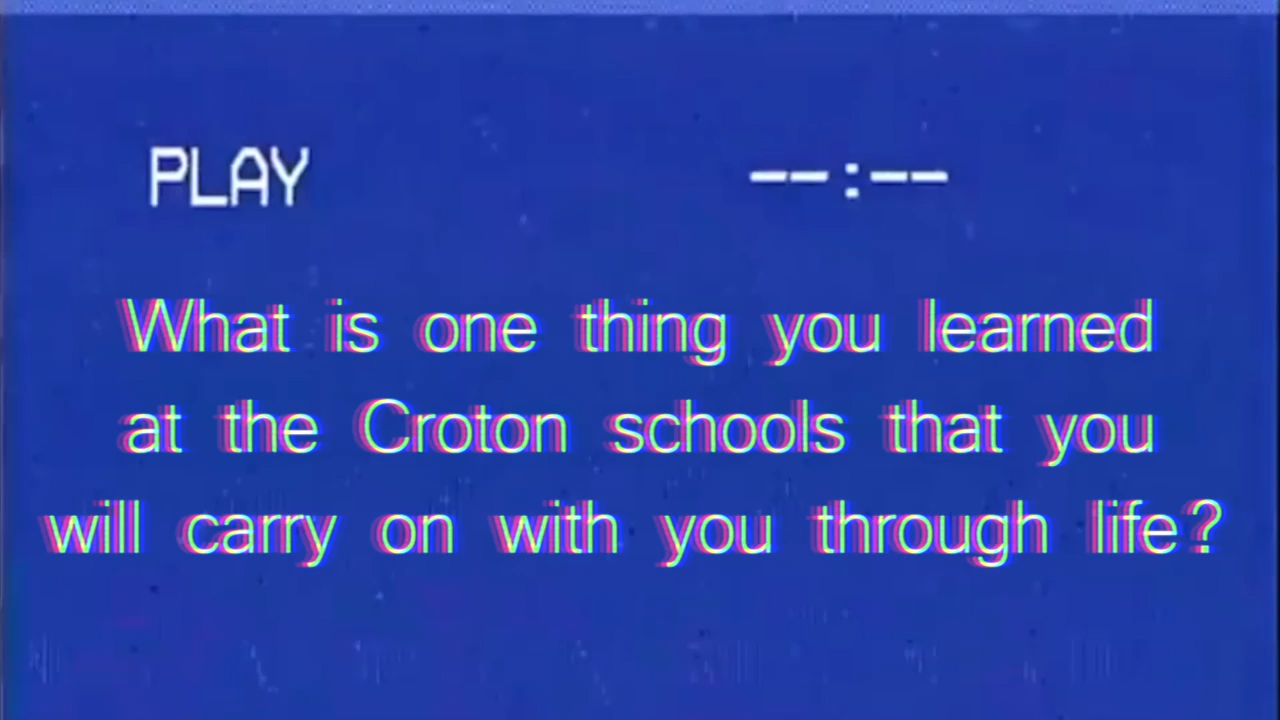 PLAY --:--
What is one thing you learned
at the Croton schools that you
will carry on with you through life?